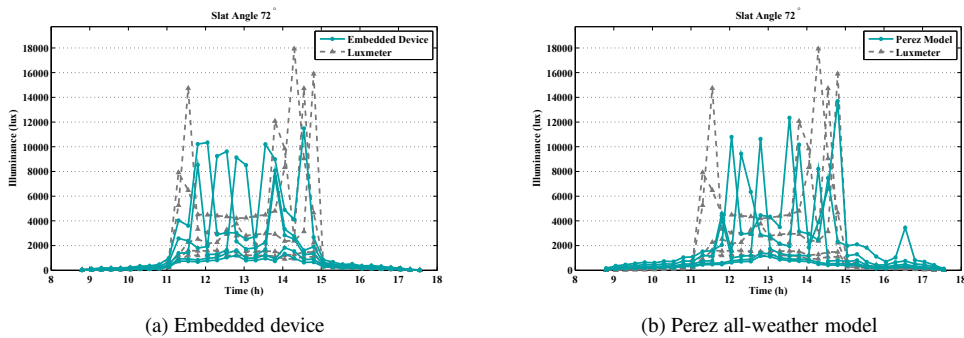 Slat Angle 72°
Embedded Device
Luxmeter
18000
16000
14000
12000
10000
8000
6000
4000
2000
0
Illuminance (lux)
8 9 10 11 12 13 14 15 16 17 18
Time (h)
(a) Embedded device
Slat Angle 72°
Perez Model
Luxmeter
18000
16000
14000
12000
10000
8000
6000
4000
2000
0
Illuminance (lux)
8 9 10 11 12 13 14 15 16 17 18
Time (h)
(b) Perez all-weather model